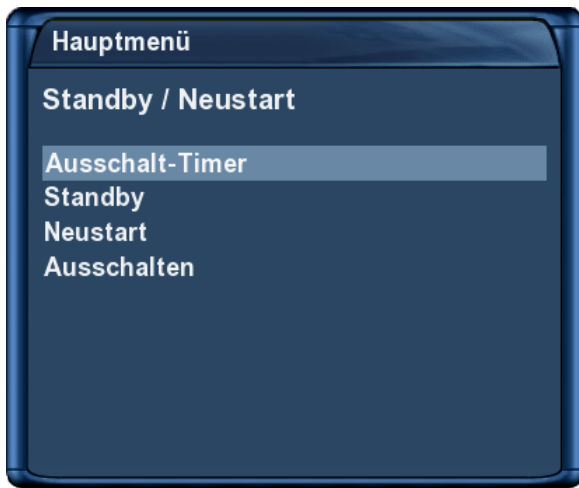 Hauptmenü
Standby / Neustart
Ausschalt-Timer
Standby
Neustart
Ausschalten